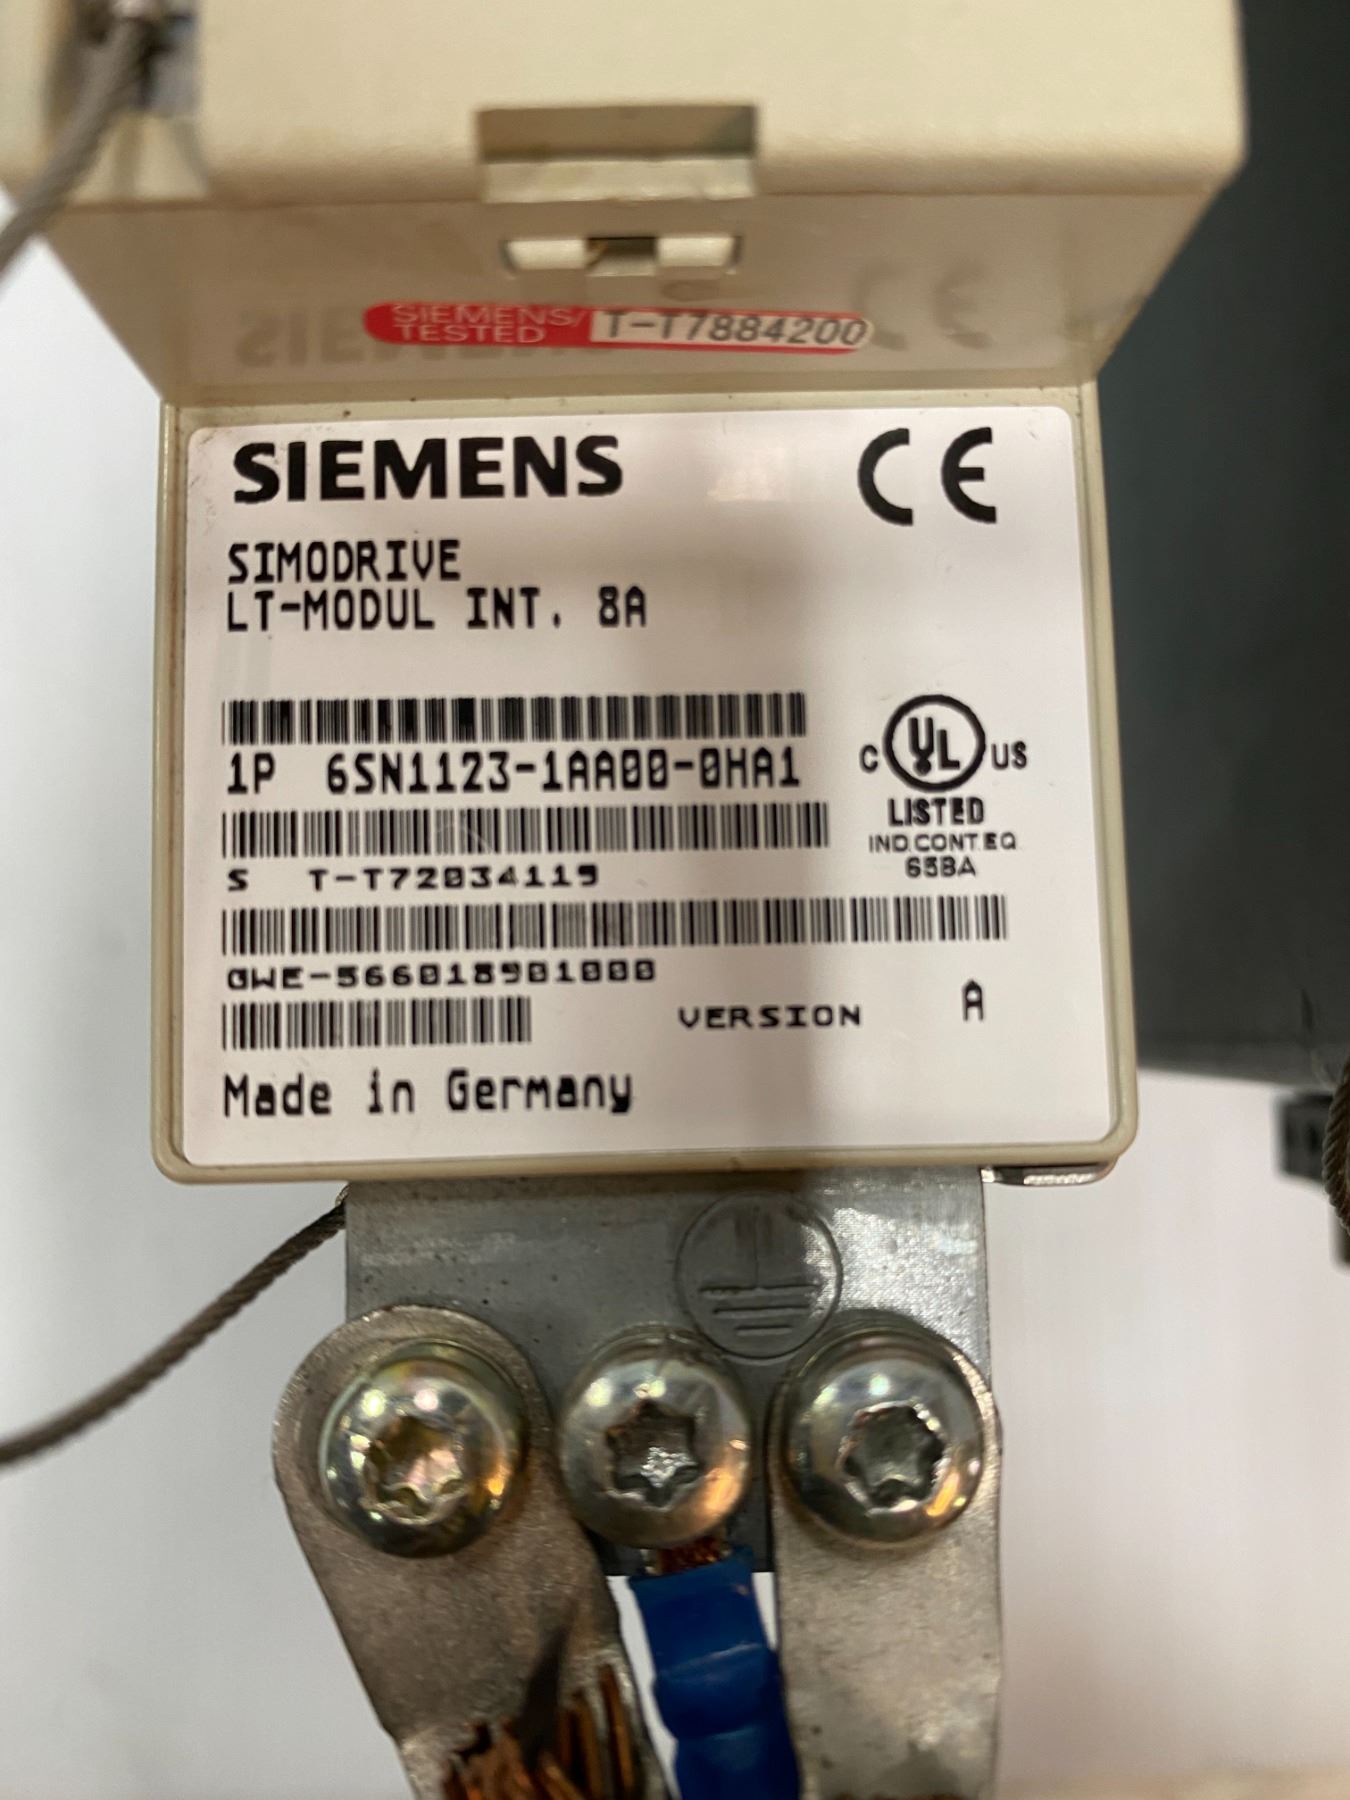 SIEMENS/
TESTED
T-T7884200
SIEMENS
CE
SIMODRIVE
LT-MODUL INT. 8A
1P 6SN1123-1AA00-0HA1
C UL US
LISTED
IND.CONT.EQ
65BA
S T-T72034119
GWE-566018901000
VERSION A
Made in Germany